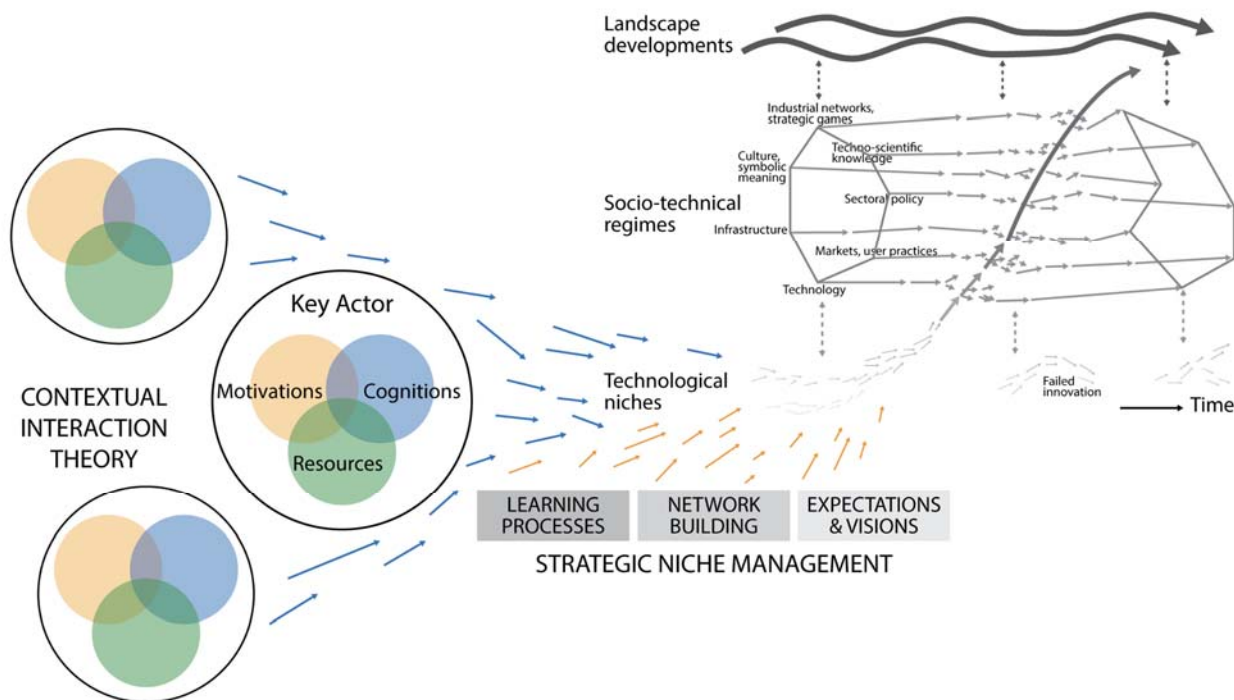 Landscape
developments
Industrial networks,
strategic games
Techno-scientific
knowledge
Culture,
symbolic
meaning
Sectoral policy
Socio-technical
regimes
Infrastructure
Markets, user practices
Technology
Key Actor
Motivations
Cognitions
Resources
CONTEXTUAL
INTERACTION
THEORY
Technological
niches
Failed
innovation
Time
LEARNING
PROCESSES
NETWORK
BUILDING
EXPECTATIONS
& VISIONS
STRATEGIC NICHE MANAGEMENT